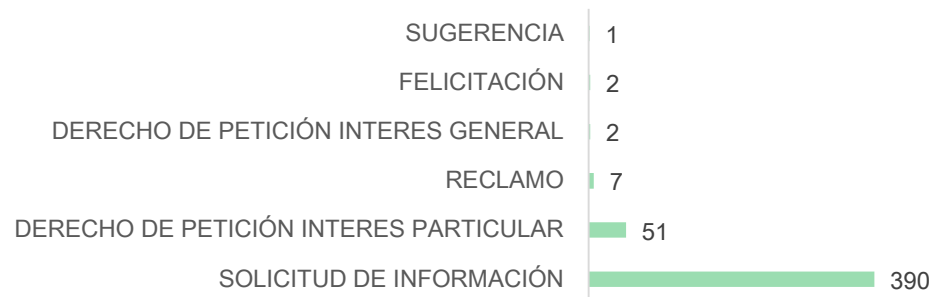 SUGERENCIA 1
FELICITACIÓN 2
DERECHO DE PETICIÓN INTERES GENERAL 2
RECLAMO 7
DERECHO DE PETICIÓN INTERES PARTICULAR 51
SOLICITUD DE INFORMACIÓN 390